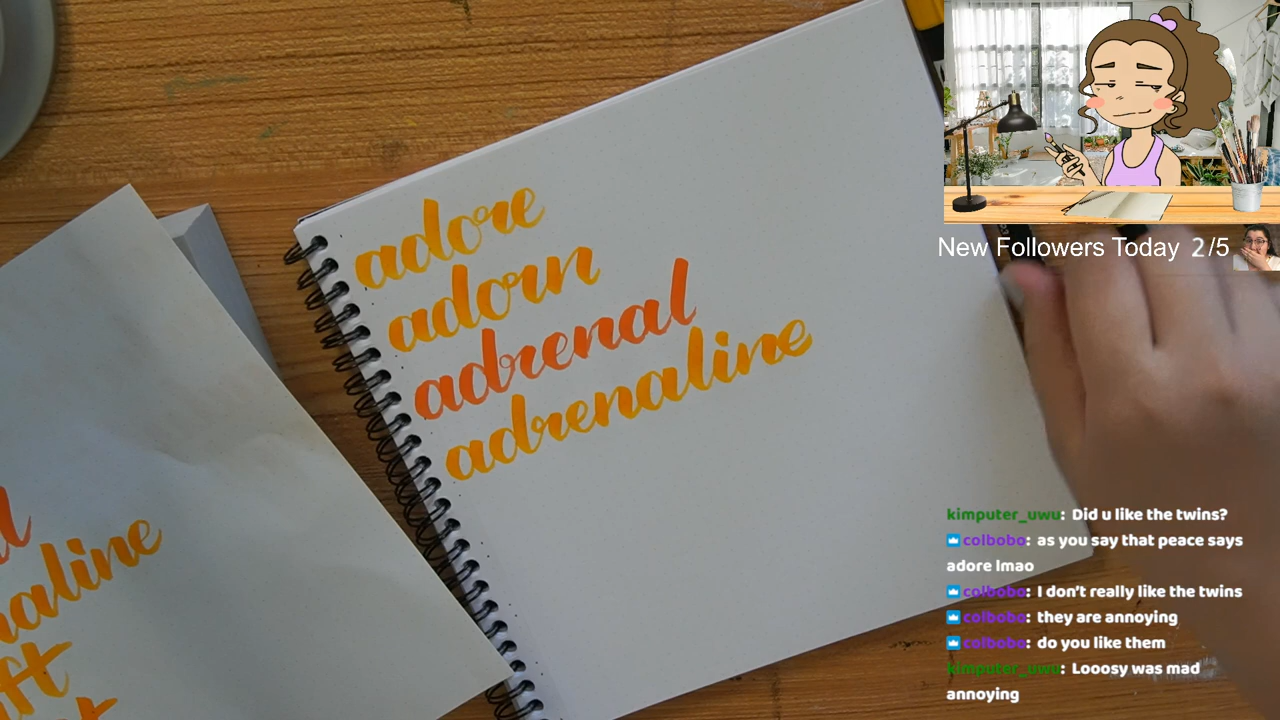 adore
adorn
adrenal
adrenaline
naline
New Followers Today 2/5
kimputer_uwu: Did u like the twins?
colbobo: as you say that peace says
adore lmao
colbobo: I don't really like the twins
colbobo: they are annoying
colbobo: do you like them
kimputer_uwu: Looosy was mad
annoying